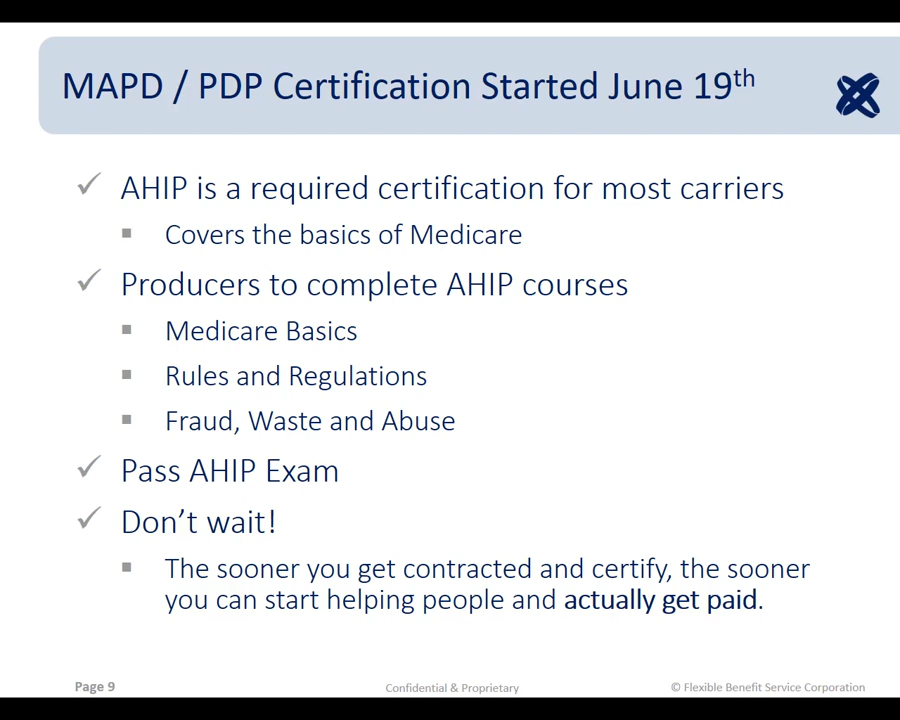 MAPD / PDP Certification Started June 19th
AHIP is a required certification for most carriers
Covers the basics of Medicare
Producers to complete AHIP courses
Medicare Basics
Rules and Regulations
Fraud, Waste and Abuse
Pass AHIP Exam
Don’t wait!
The sooner you get contracted and certify, the sooner
you can start helping people and actually get paid.
Page 9
Confidential & Proprietary
© Flexible Benefit Service Corporation